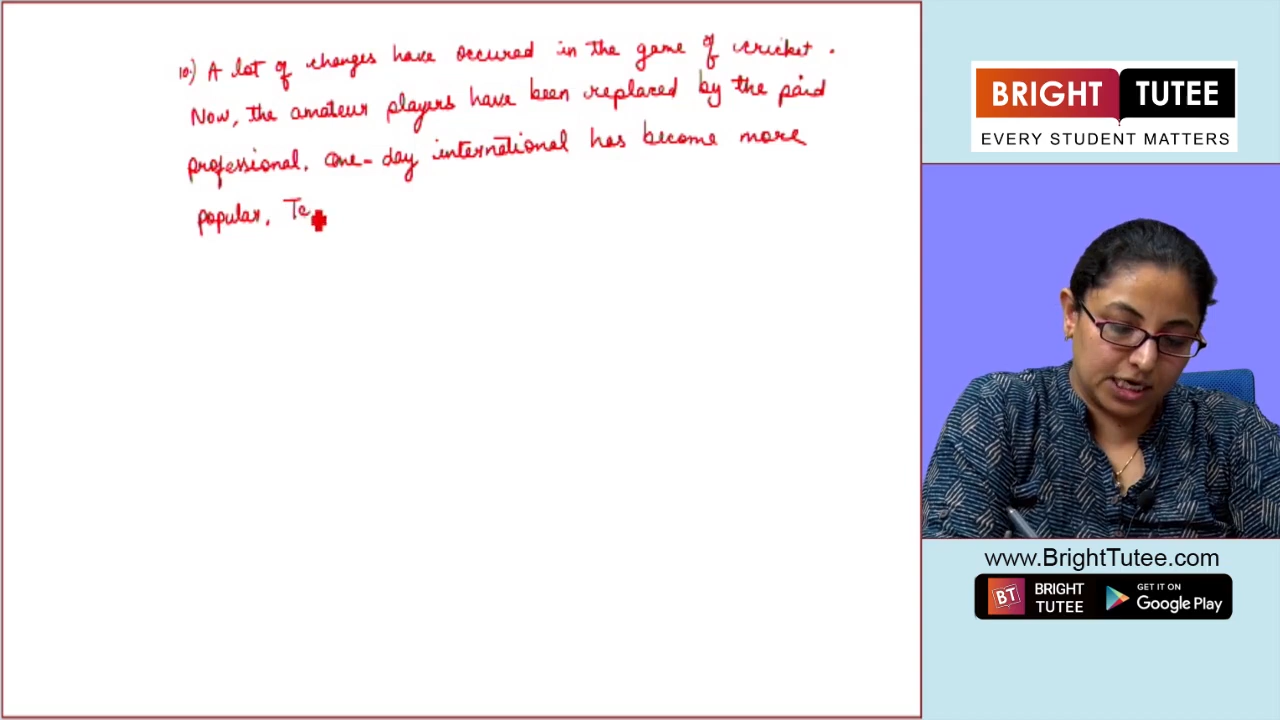 10.) A lot of changes have occured in the game of cricket.
Now, the amateur players have been replaced by the paid
professional. One-day international has become more
popular. Te
BRIGHT TUTEE
EVERY STUDENT MATTERS
www.BrightTutee.com
BT
BRIGHT
TUTEE
GET IT ON
Google Play